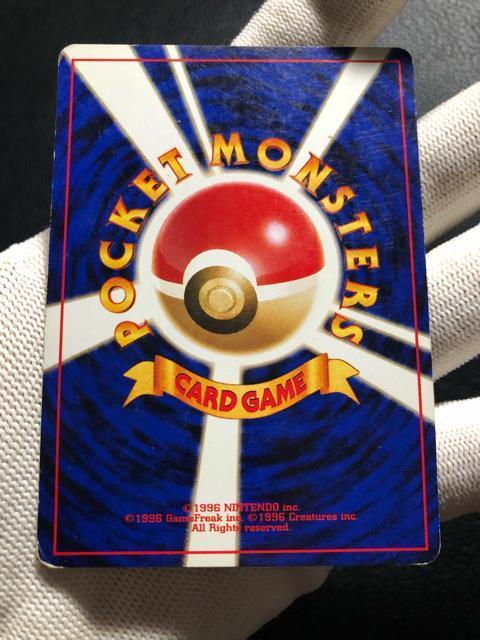 POCKET MONSTERS
CARD GAME
©1996 NINTENDO inc.
©1996 GameFreak inc. ©1996 Creatures inc.
All Rights reserved.